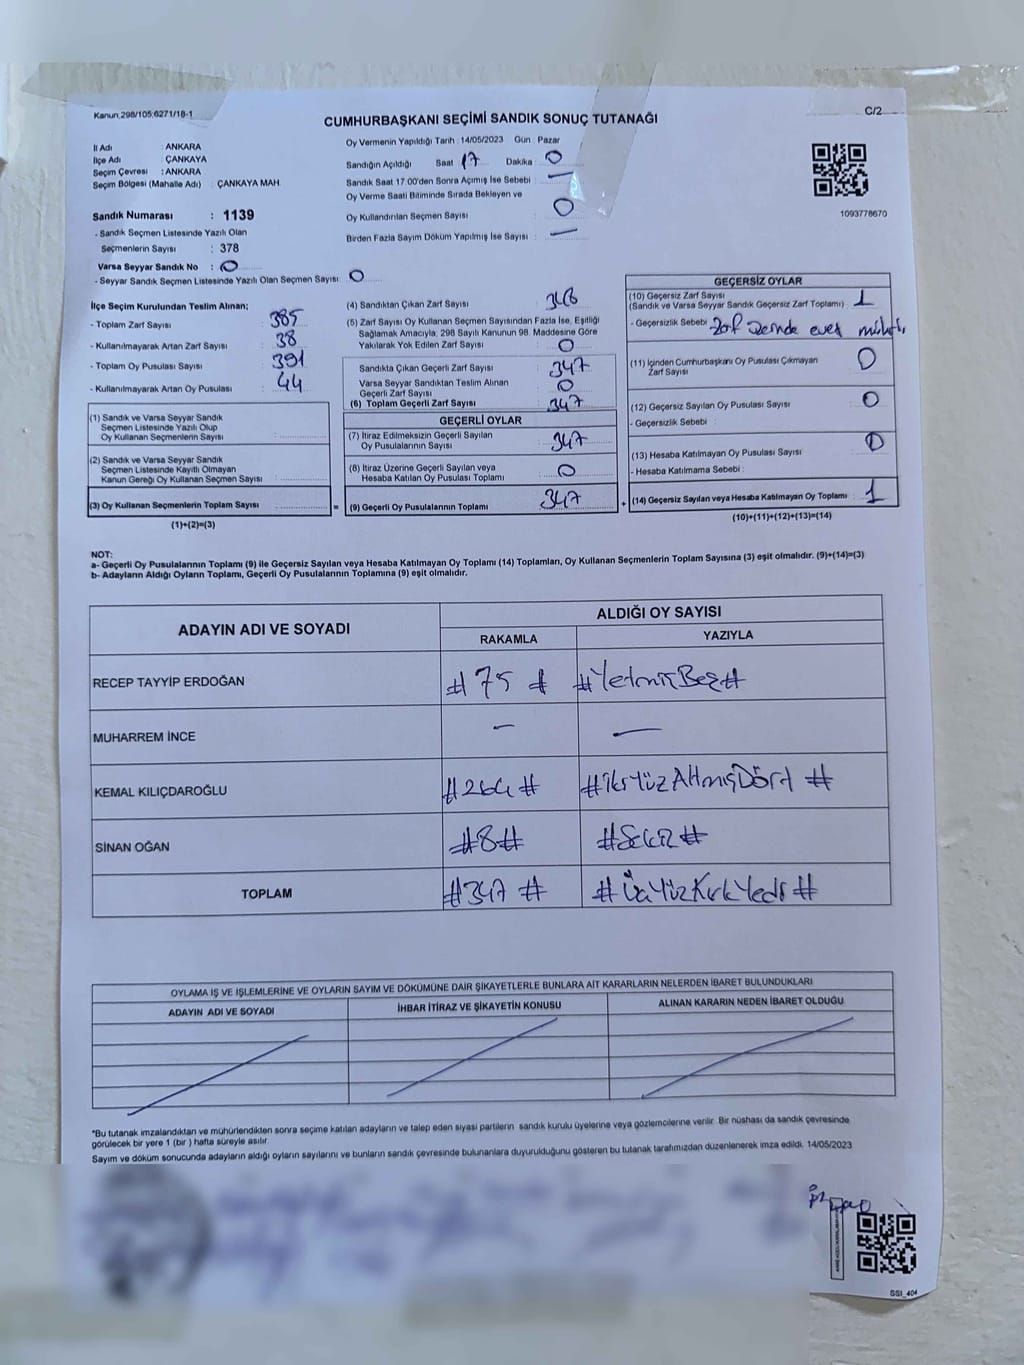 Kanun,298/105.6271/18-1
C/2
CUMHURBAŞKANI SEÇİMİ SANDIK SONUÇ TUTANAĞI
İl Adı : ANKARA
İlçe Adı : ÇANKAYA
Seçim Çevresi : ANKARA
Seçim Bölgesi (Mahalle Adı) : ÇANKAYA MAH.
Sandık Numarası : 1139
- Sandık Seçmen Listesinde Yazılı Olan
Seçmenlerin Sayısı : 378
Varsa Seyyar Sandık No : 0
- Seyyar Sandık Seçmen Listesinde Yazılı Olan Seçmen Sayısı: 0
Oy Vermenin Yapıldığı Tarih : 14/05/2023 Gün : Pazar
Sandığın Açıldığı Saat 17 Dakika : 0
Sandık Saat 17.00'den Sonra Açımış İse Sebebi : —
Oy Verme Saati Bitiminde Sırada Bekleyen ve
Oy Kullandırılan Seçmen Sayısı : 0
Birden Fazla Sayım Döküm Yapılmış İse Sayısı : —
1093778670
İlçe Seçim Kurulundan Teslim Alınan;
- Toplam Zarf Sayısı : 385
- Kullanılmayarak Artan Zarf Sayısı : 38
- Toplam Oy Pusulası Sayısı : 391
- Kullanılmayarak Artan Oy Pusulası : 44
(1) Sandık ve Varsa Seyyar Sandık
Seçmen Listesinde Yazılı Olup
Oy Kullanan Seçmenlerin Sayısı :
(2) Sandık ve Varsa Seyyar Sandık
Seçmen Listesinde Kayıtlı Olmayan
Kanun Gereği Oy Kullanan Seçmen Sayısı :
(3) Oy Kullanan Seçmenlerin Toplam Sayısı :
(1)+(2)=(3)
(4) Sandıktan Çıkan Zarf Sayısı : 348
(5) Zarf Sayısı Oy Kullanan Seçmen Sayısından Fazla İse, Eşitliği
Sağlamak Amacıyla, 298 Sayılı Kanunun 98. Maddesine Göre
Yakılarak Yok Edilen Zarf Sayısı : 0
Sandıkta Çıkan Geçerli Zarf Sayısı : 347
Varsa Seyyar Sandıktan Teslim Alınan
Geçerli Zarf Sayısı : 0
(6) Toplam Geçerli Zarf Sayısı : 347
GEÇERLİ OYLAR
(7) İtiraz Edilmeksizin Geçerli Sayılan
Oy Pusulalarının Sayısı : 347
(8) İtiraz Üzerine Geçerli Sayılan veya
Hesaba Katılan Oy Pusulası Toplamı : 0
= (9) Geçerli Oy Pusulalarının Toplamı : 347
GEÇERSİZ OYLAR
(10) Geçersiz Zarf Sayısı
(Sandık ve Varsa Seyyar Sandık Geçersiz Zarf Toplamı) : 1
- Geçersizlik Sebebi : Zarf üzerinde evet mühürlü
(11) İçinden Cumhurbaşkanı Oy Pusulası Çıkmayan
Zarf Sayısı : 0
(12) Geçersiz Sayılan Oy Pusulası Sayısı : 0
- Geçersizlik Sebebi :
(13) Hesaba Katılmayan Oy Pusulası Sayısı : 0
- Hesaba Katılmama Sebebi :
+ (14) Geçersiz Sayılan veya Hesaba Katılmayan Oy Toplamı : 1
(10)+(11)+(12)+(13)=(14)
NOT:
a- Geçerli Oy Pusulalarının Toplamı (9) ile Geçersiz Sayılan veya Hesaba Katılmayan Oy Toplamı (14) Toplamları, Oy Kullanan Seçmenlerin Toplam Sayısına (3) eşit olmalıdır. (9)+(14)=(3)
b- Adayların Aldığı Oyların Toplamı, Geçerli Oy Pusulalarının Toplamına (9) eşit olmalıdır.
ADAYIN ADI VE SOYADI
ALDIĞI OY SAYISI
RAKAMLA YAZIYLA
RECEP TAYYİP ERDOĞAN #75# #YetmişBeş#
MUHARREM İNCE — —
KEMAL KILIÇDAROĞLU #264# #İkiYüzAltmışDört#
SİNAN OĞAN #8# #Sekiz#
TOPLAM #347# #ÜçYüzKırkYedi#
OYLAMA İŞ VE İŞLEMLERİNE VE OYLARIN SAYIM VE DÖKÜMÜNE DAİR ŞİKAYETLERLE BUNLARA AİT KARARLARIN NELERDEN İBARET BULUNDUKLARI
ADAYIN ADI VE SOYADI İHBAR İTİRAZ VE ŞİKAYETİN KONUSU ALINAN KARARIN NEDEN İBARET OLDUĞU
*Bu tutanak imzalandıktan ve mühürlendikten sonra seçime katılan adayların ve talep eden siyasi partilerin sandık kurulu üyelerine veya gözlemcilerine verilir. Bir nüshası da sandık çevresinde
görülecek bir yere 1 (bir) hafta süreyle asılır.
Sayım ve döküm sonucunda adayların aldığı oyların sayılarını ve bunların sandık çevresinde bulunanlara duyurulduğunu gösteren bu tutanak tarafımızdan düzenlenerek imza edildi. 14/05/2023
SSI_404